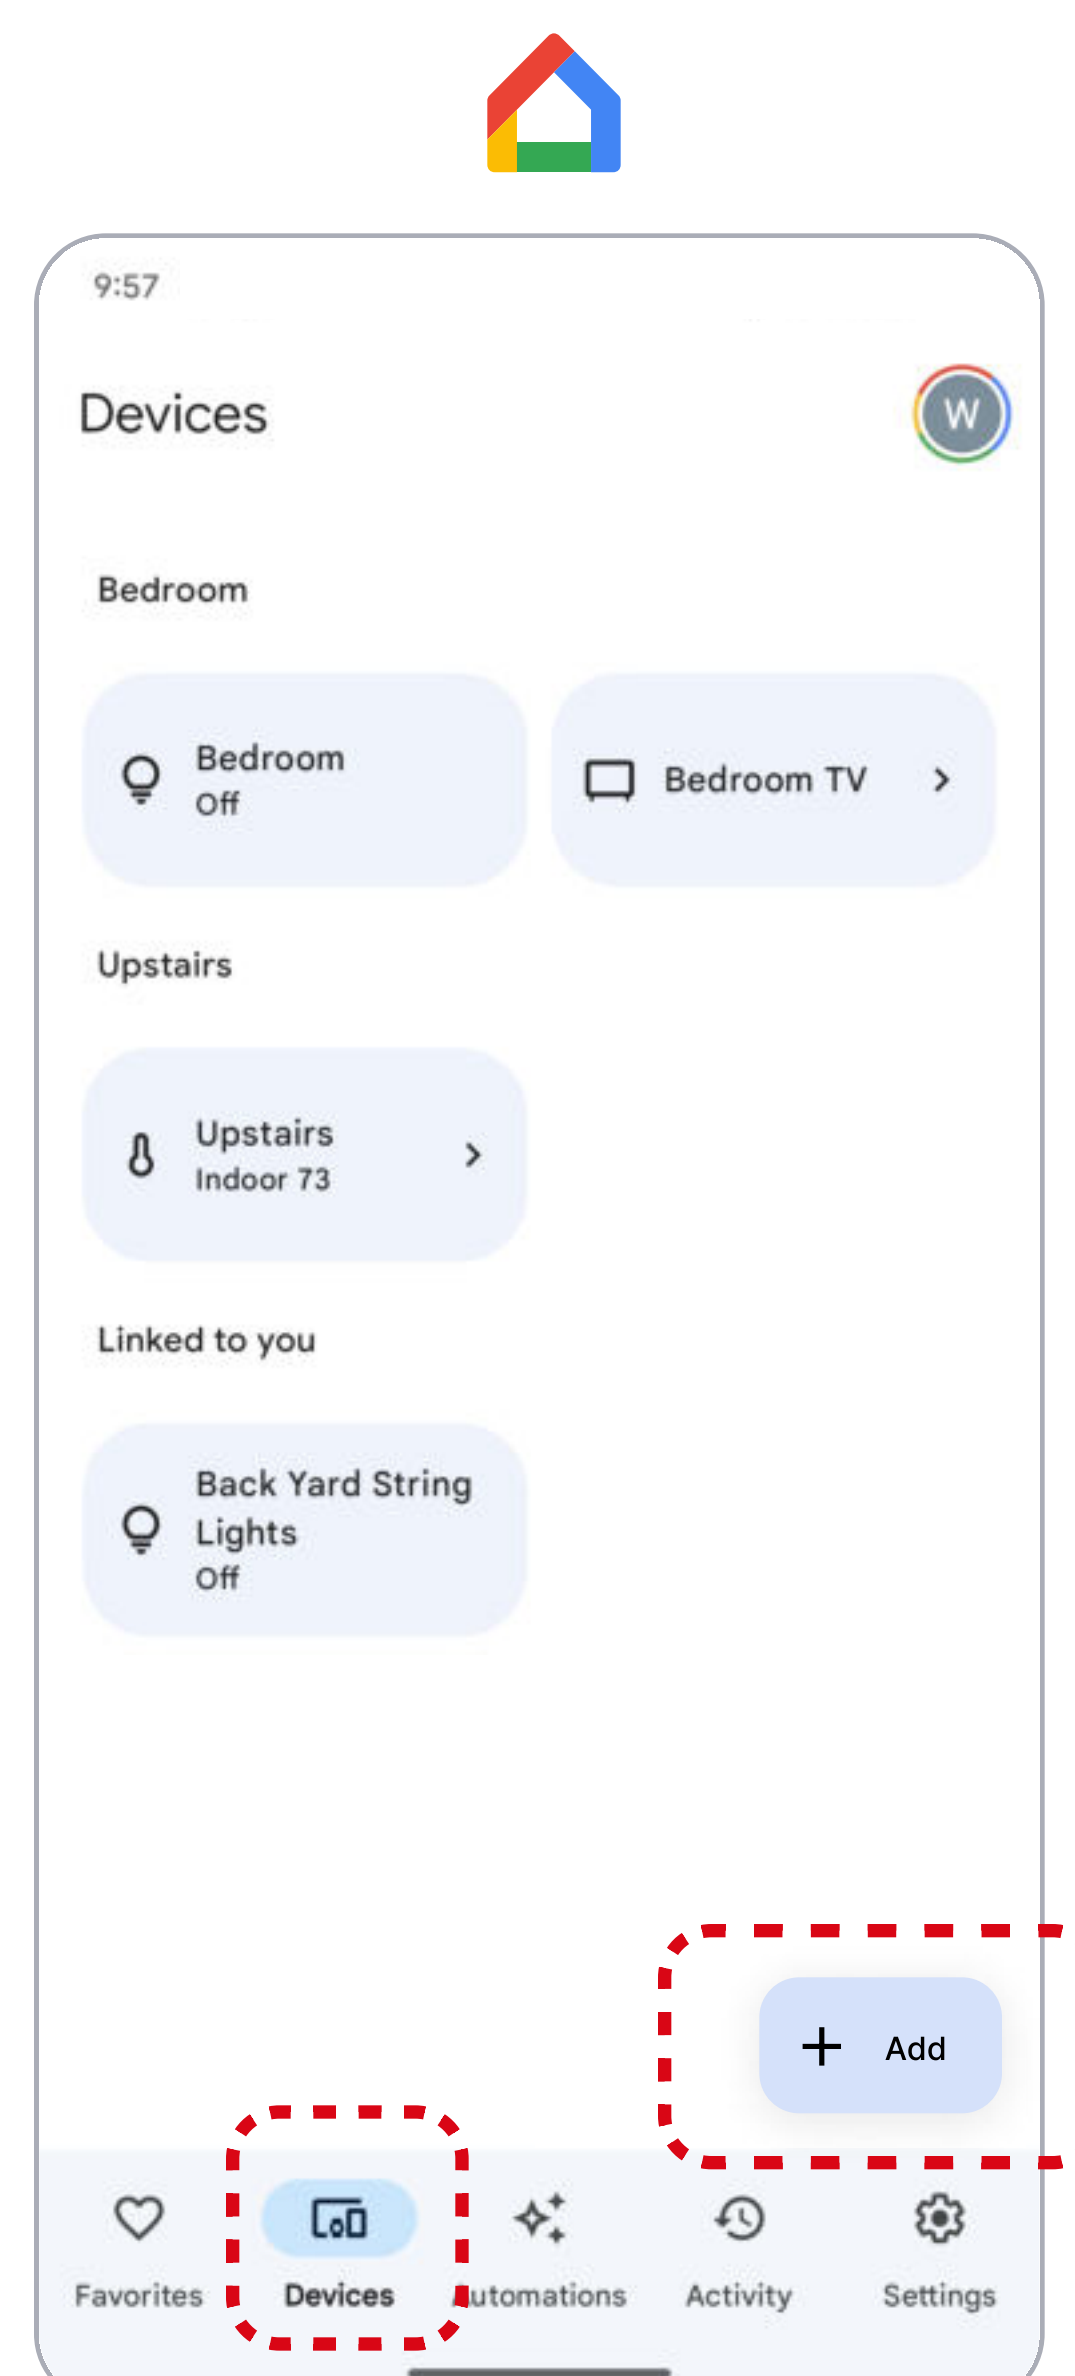 9:57
Devices
W
Bedroom
Bedroom
Off
Bedroom TV
Upstairs
Upstairs
Indoor 73
Linked to you
Back Yard String
Lights
Off
Add
Favorites
Devices
Automations
Activity
Settings